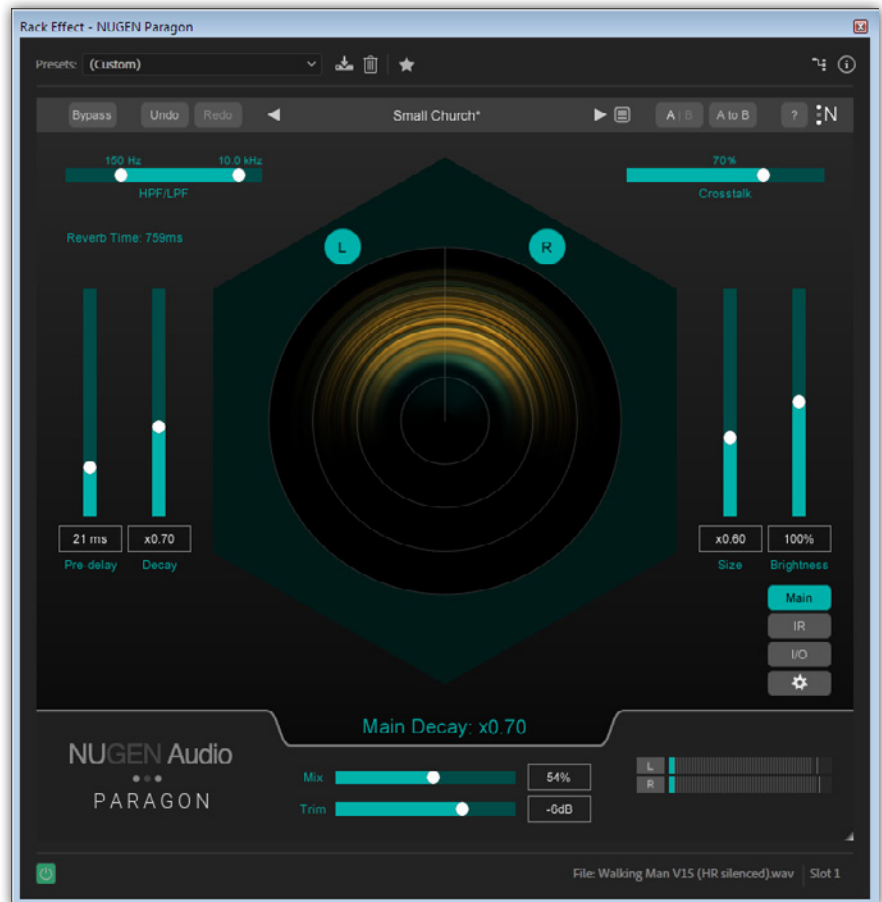 Rack Effect - NUGEN Paragon
Presets: (Custom)
Bypass Undo Redo Small Church* A | B A to B ? N
150 Hz 10.0 kHz
HPF/LPF
70%
Crosstalk
Reverb Time: 759ms
L R
21 ms x0.70
Pre-delay Decay
x0.60 100%
Size Brightness
Main
IR
I/O
Main Decay: x0.70
NUGEN Audio
PARAGON
Mix 54%
Trim -6dB
L
R
File: Walking Man V15 (HR silenced).wav Slot 1